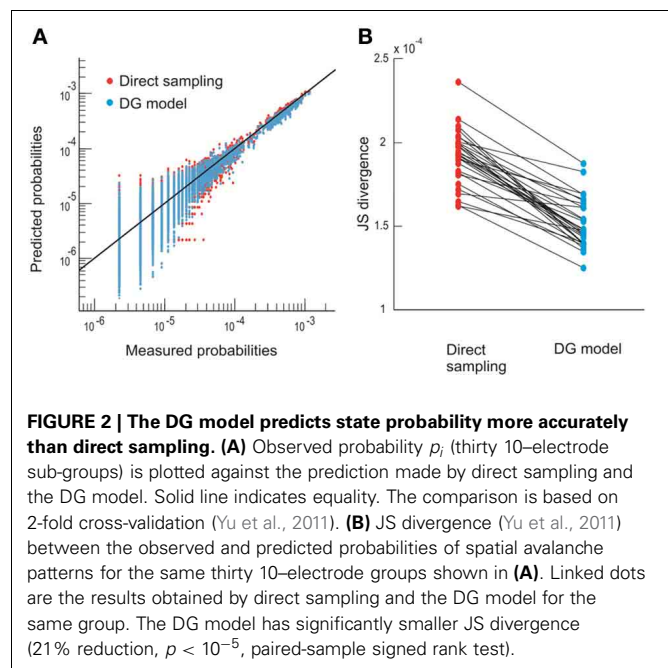 A
Direct sampling
DG model
Predicted probabilities
10^-3
10^-4
10^-5
10^-6
10^-6
10^-5
10^-4
10^-3
Measured probabilities
B
x 10^-4
2.5
2
1.5
1
JS divergence
Direct
sampling
DG model
FIGURE 2 | The DG model predicts state probability more accurately
than direct sampling. (A) Observed probability p_i (thirty 10–electrode
sub-groups) is plotted against the prediction made by direct sampling and
the DG model. Solid line indicates equality. The comparison is based on
2-fold cross-validation (Yu et al., 2011). (B) JS divergence (Yu et al., 2011)
between the observed and predicted probabilities of spatial avalanche
patterns for the same thirty 10–electrode groups shown in (A). Linked dots
are the results obtained by direct sampling and the DG model for the
same group. The DG model has significantly smaller JS divergence
(21% reduction, p < 10^-5, paired-sample signed rank test).